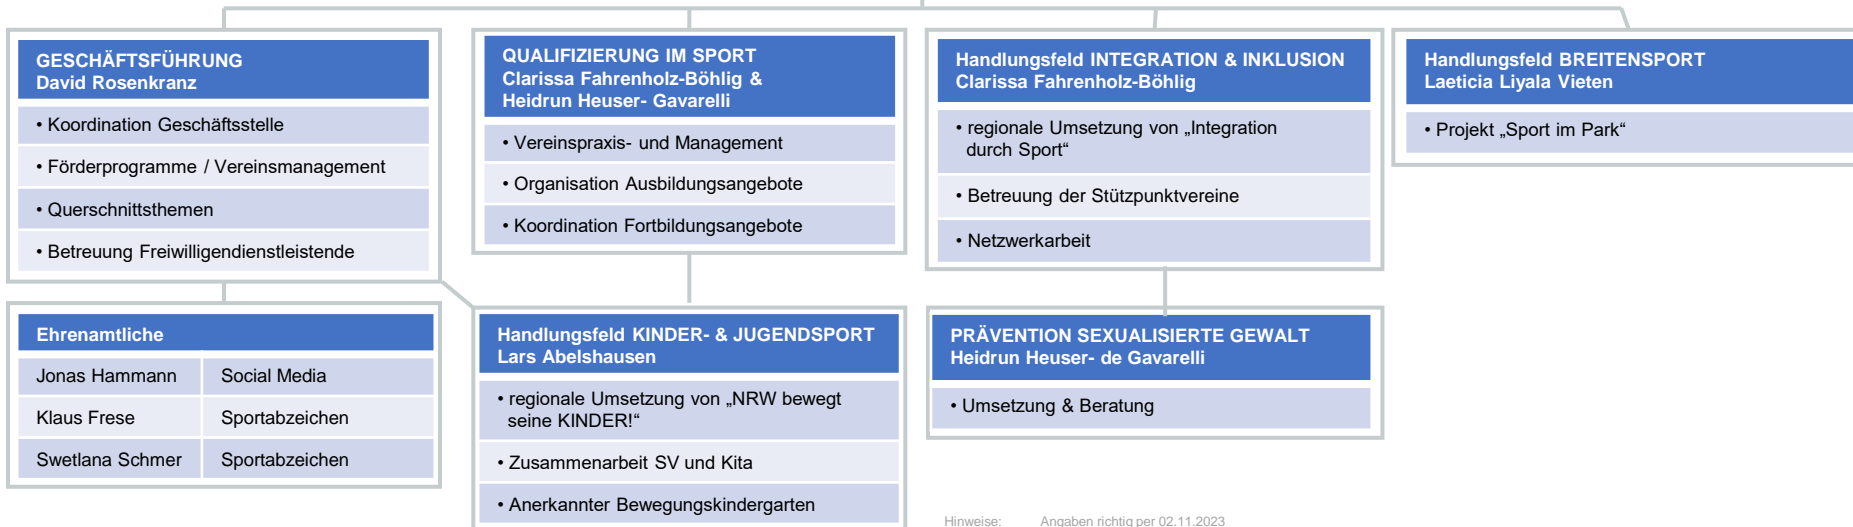 GESCHÄFTSFÜHRUNG
David Rosenkranz
• Koordination Geschäftsstelle
• Förderprogramme / Vereinsmanagement
• Querschnittsthemen
• Betreuung Freiwilligendienstleistende
QUALIFIZIERUNG IM SPORT
Clarissa Fahrenholz-Böhlig &
Heidrun Heuser- Gavarelli
• Vereinspraxis- und Management
• Organisation Ausbildungsangebote
• Koordination Fortbildungsangebote
Handlungsfeld INTEGRATION & INKLUSION
Clarissa Fahrenholz-Böhlig
• regionale Umsetzung von „Integration
durch Sport“
• Betreuung der Stützpunktvereine
• Netzwerkarbeit
Handlungsfeld BREITENSPORT
Laeticia Liyala Vieten
• Projekt „Sport im Park“
Ehrenamtliche
Jonas Hammann Social Media
Klaus Frese Sportabzeichen
Swetlana Schmer Sportabzeichen
Handlungsfeld KINDER- & JUGENDSPORT
Lars Abelshausen
• regionale Umsetzung von „NRW bewegt
seine KINDER!“
• Zusammenarbeit SV und Kita
• Anerkannter Bewegungskindergarten
PRÄVENTION SEXUALISIERTE GEWALT
Heidrun Heuser- de Gavarelli
• Umsetzung & Beratung
Hinweise: Angaben richtig per 02.11.2023